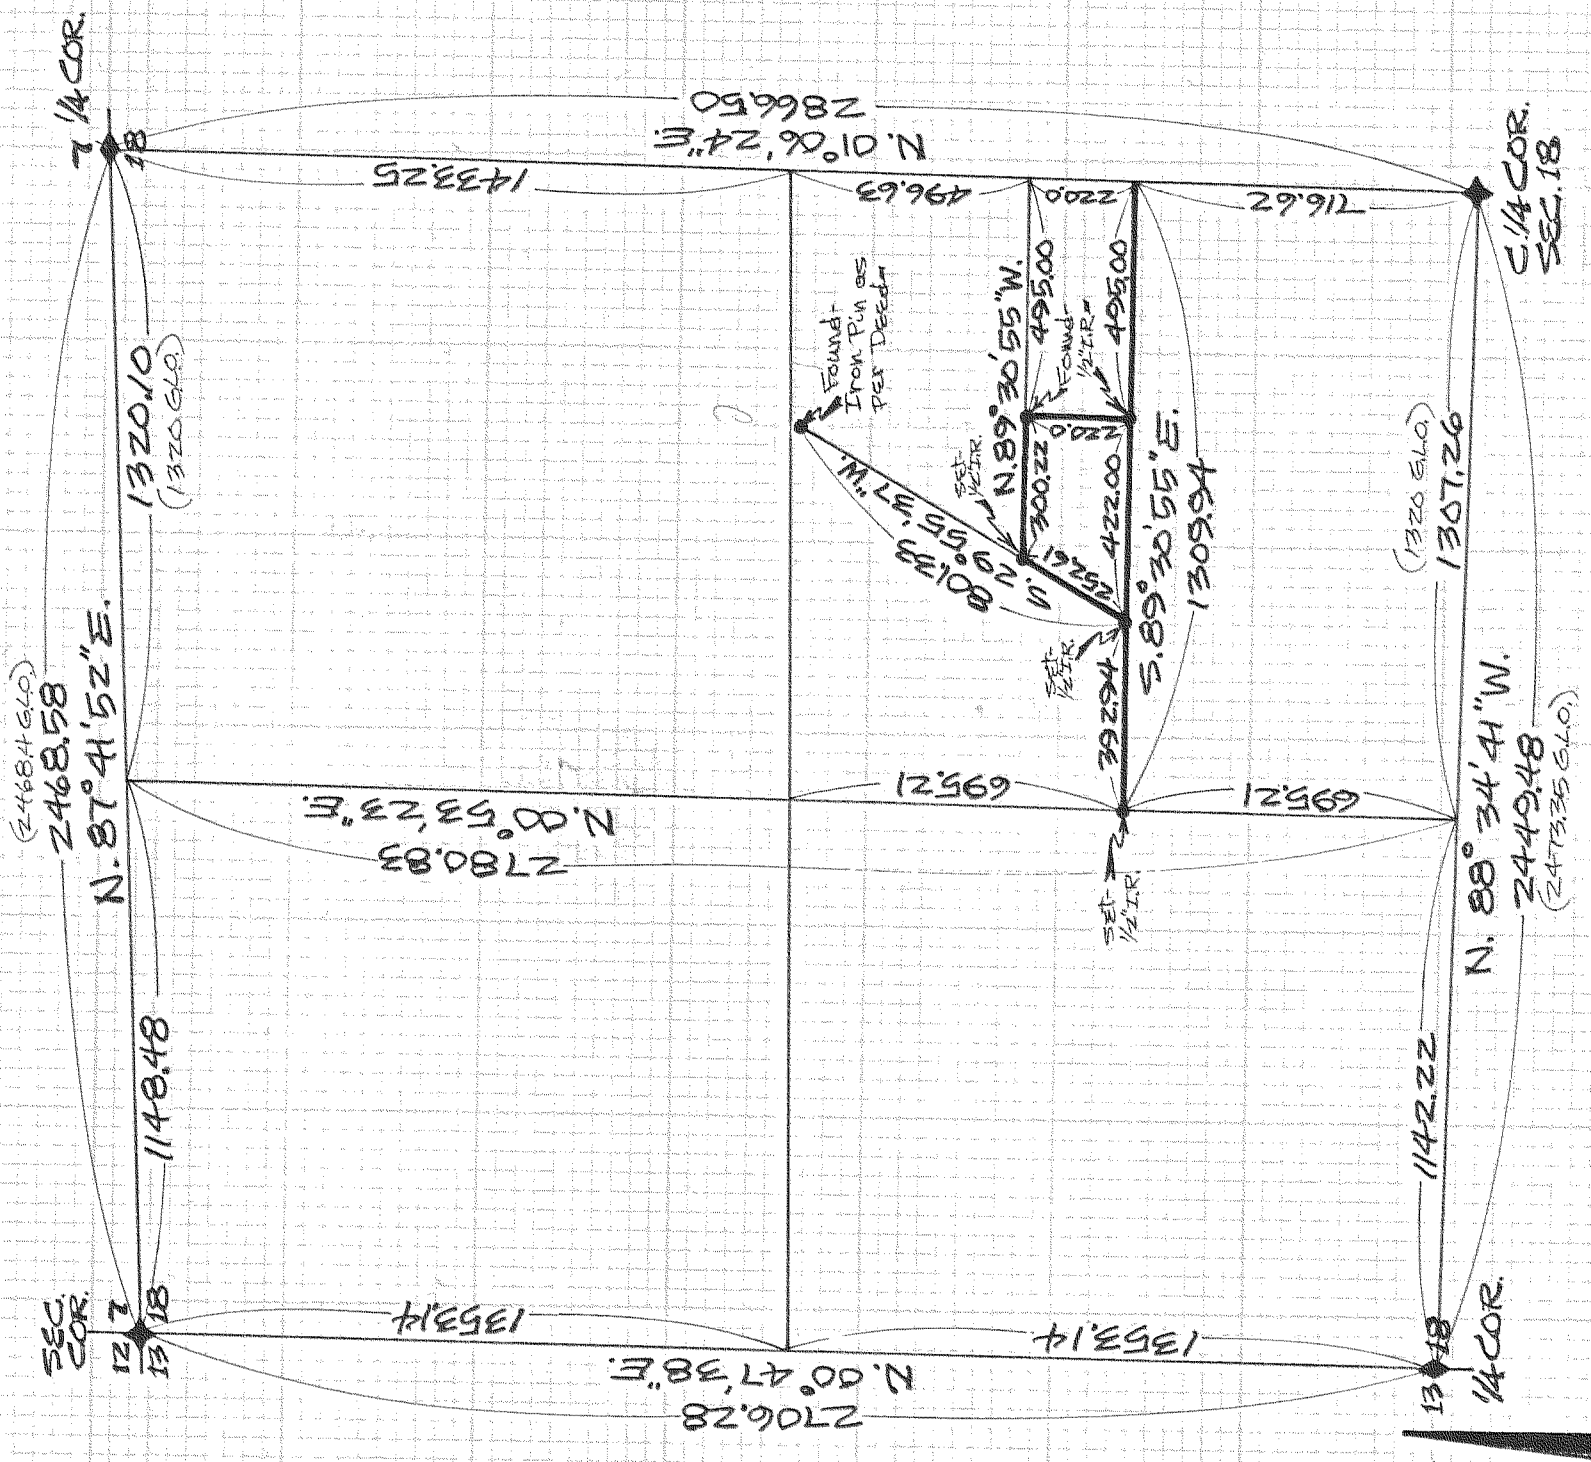 SEC.
COR.
12 7
13 18
7 1/4 COR.
18
(2468.4 G.L.O.)
2468.58
N. 87° 41' 52" E.
1148.48
1320.10
(1320 G.L.O.)
2866.50
N. 01° 06' 24" E.
1433.25
496.63
220.0
716.62
N. 00° 53' 23" E.
2780.83
695.21
695.21
1353.14
1353.14
N. 00° 47' 38" E.
2706.28
Found-
Iron Pin as
Per Deed
S. 29° 55' 37" W.
801.33
252.61
Set-
1/2" I.R.
N. 89° 30' 55" W.
300.22
495.00
Found-
1/2" I.R.
220.0
422.00
495.00
Set-
1/2" I.R.
392.94
S. 89° 30' 55" E.
1309.94
Set-
1/2" I.R.
(1320 G.L.O.)
1307.26
1142.22
N. 88° 34' 41" W.
2449.48
(2473.35 G.L.O.)
13 18
1/4 COR.
C. 1/4 COR.
SEC. 18